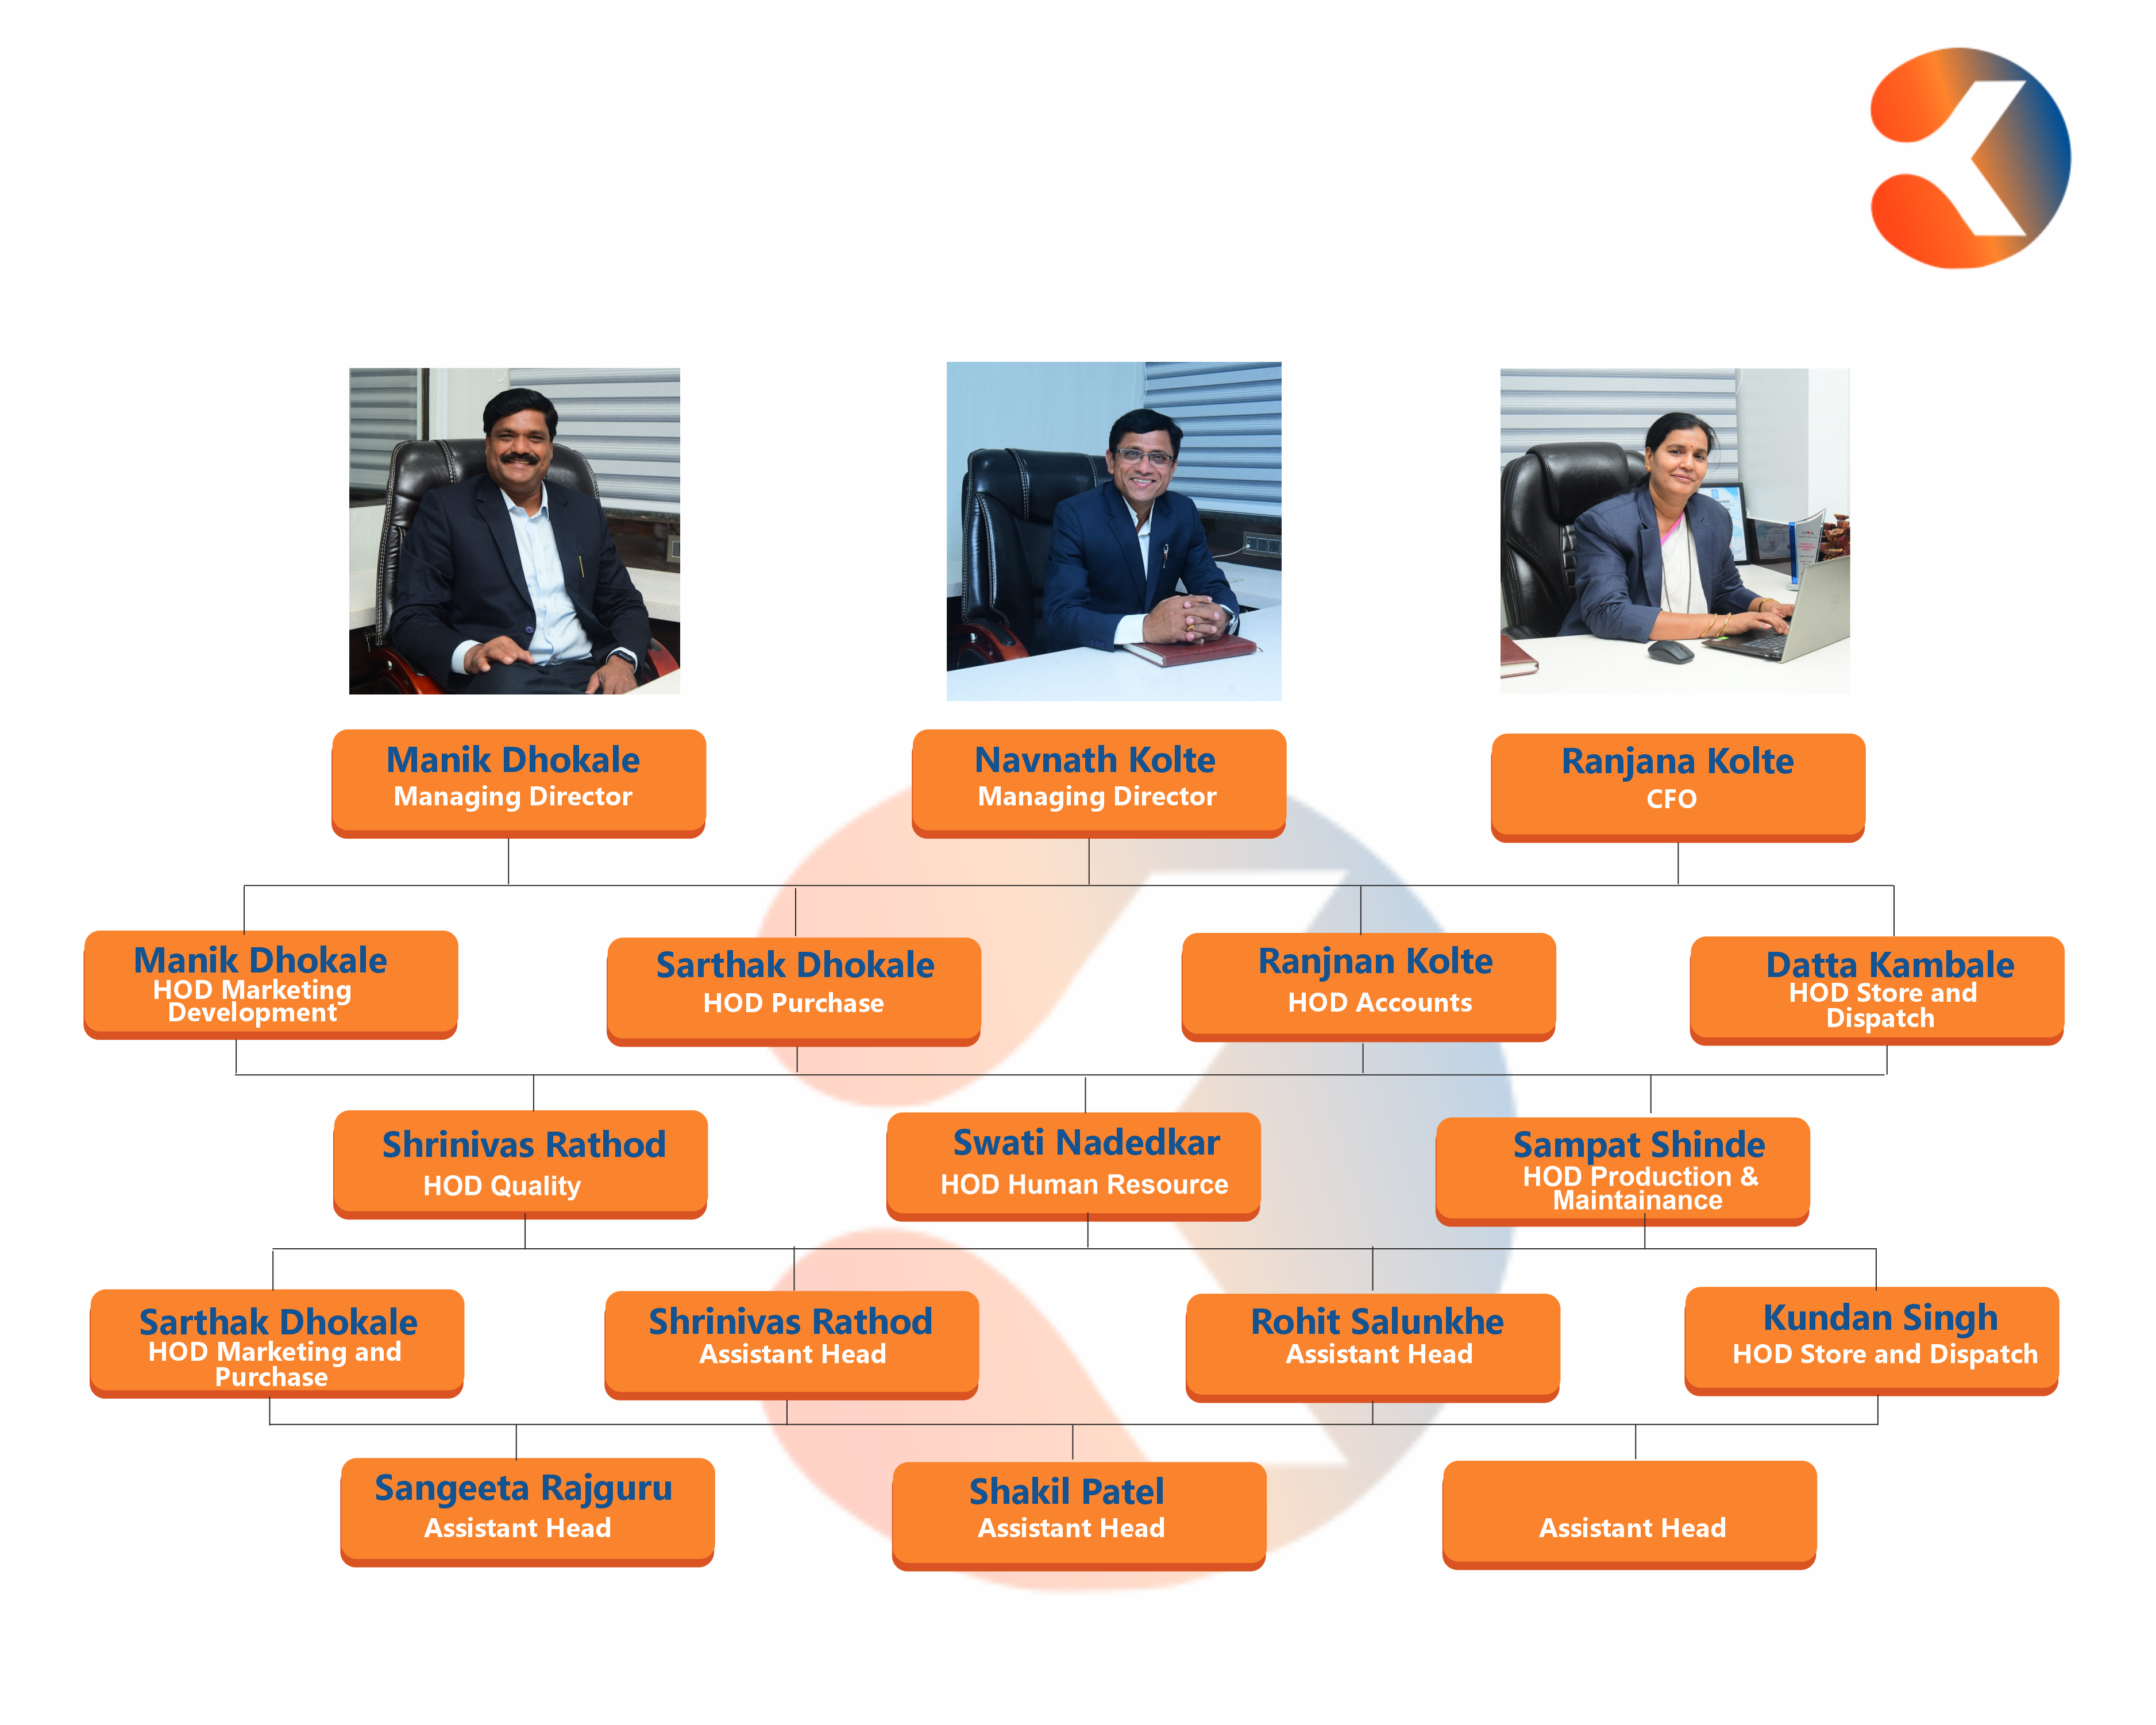 Manik Dhokale
Managing Director
Navnath Kolte
Managing Director
Ranjana Kolte
CFO
Manik Dhokale
HOD Marketing
Development
Sarthak Dhokale
HOD Purchase
Ranjnan Kolte
HOD Accounts
Datta Kambale
HOD Store and
Dispatch
Shrinivas Rathod
HOD Quality
Swati Nadedkar
HOD Human Resource
Sampat Shinde
HOD Production &
Maintainance
Sarthak Dhokale
HOD Marketing and
Purchase
Shrinivas Rathod
Assistant Head
Rohit Salunkhe
Assistant Head
Kundan Singh
HOD Store and Dispatch
Sangeeta Rajguru
Assistant Head
Shakil Patel
Assistant Head
Assistant Head